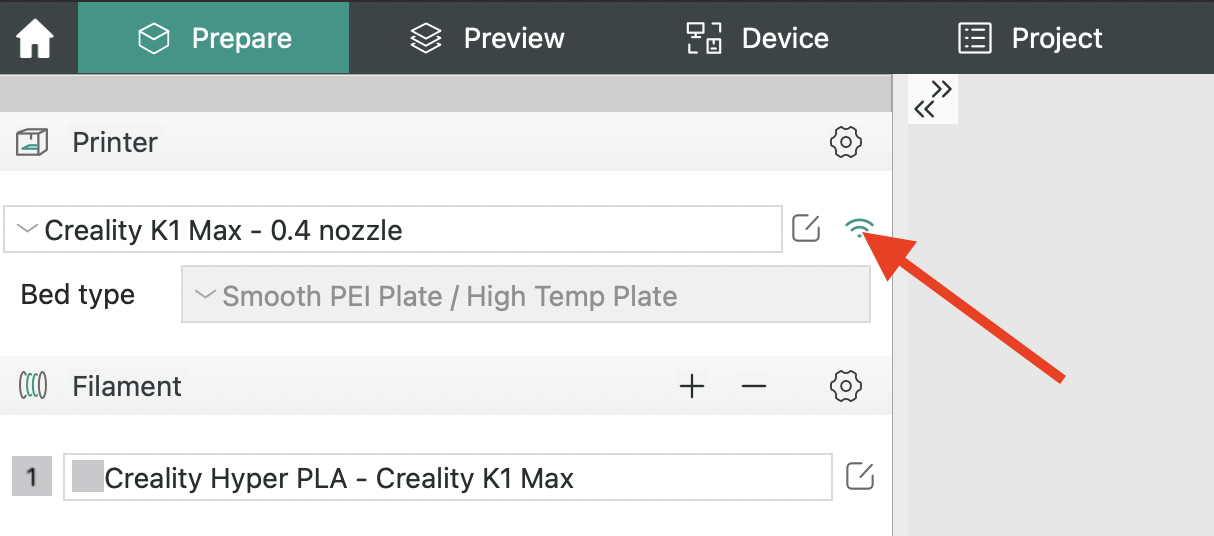 Prepare Preview Device Project
Printer
Creality K1 Max - 0.4 nozzle
Bed type Smooth PEI Plate / High Temp Plate
Filament
1 Creality Hyper PLA - Creality K1 Max